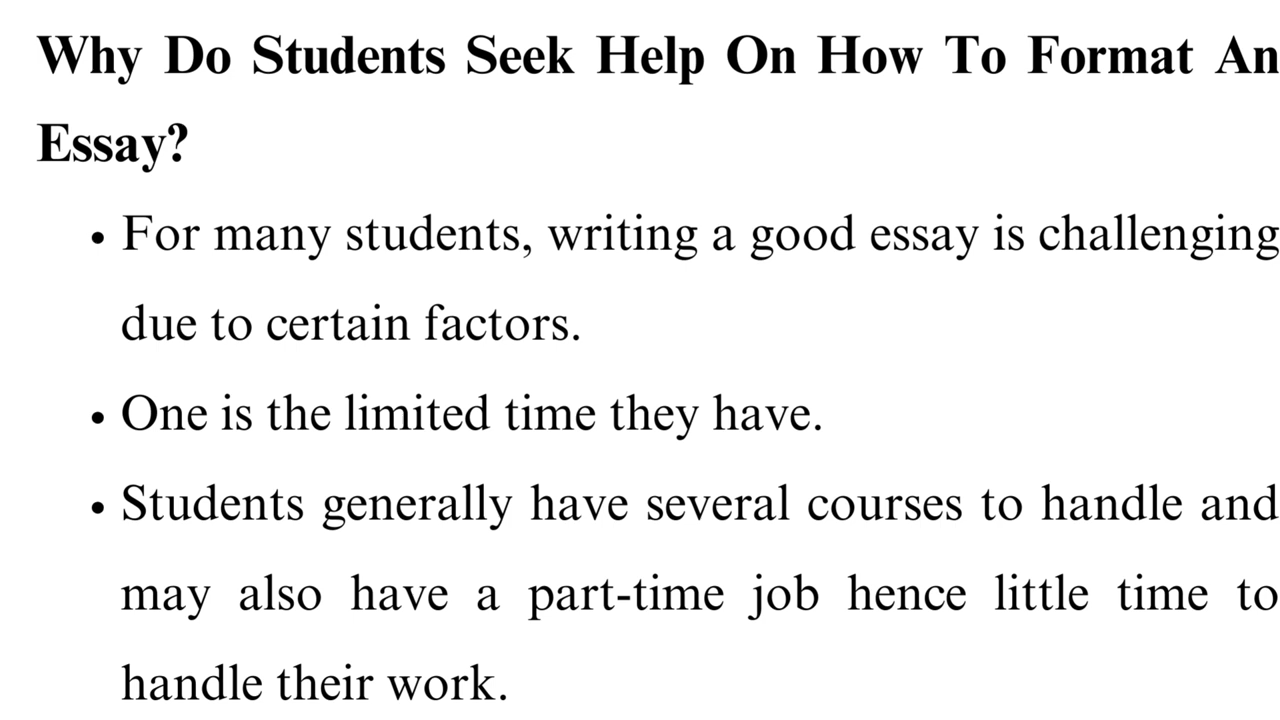 Why Do Students Seek Help On How To Format An
Essay?
• For many students, writing a good essay is challenging
due to certain factors.
• One is the limited time they have.
• Students generally have several courses to handle and
may also have a part-time job hence little time to
handle their work.